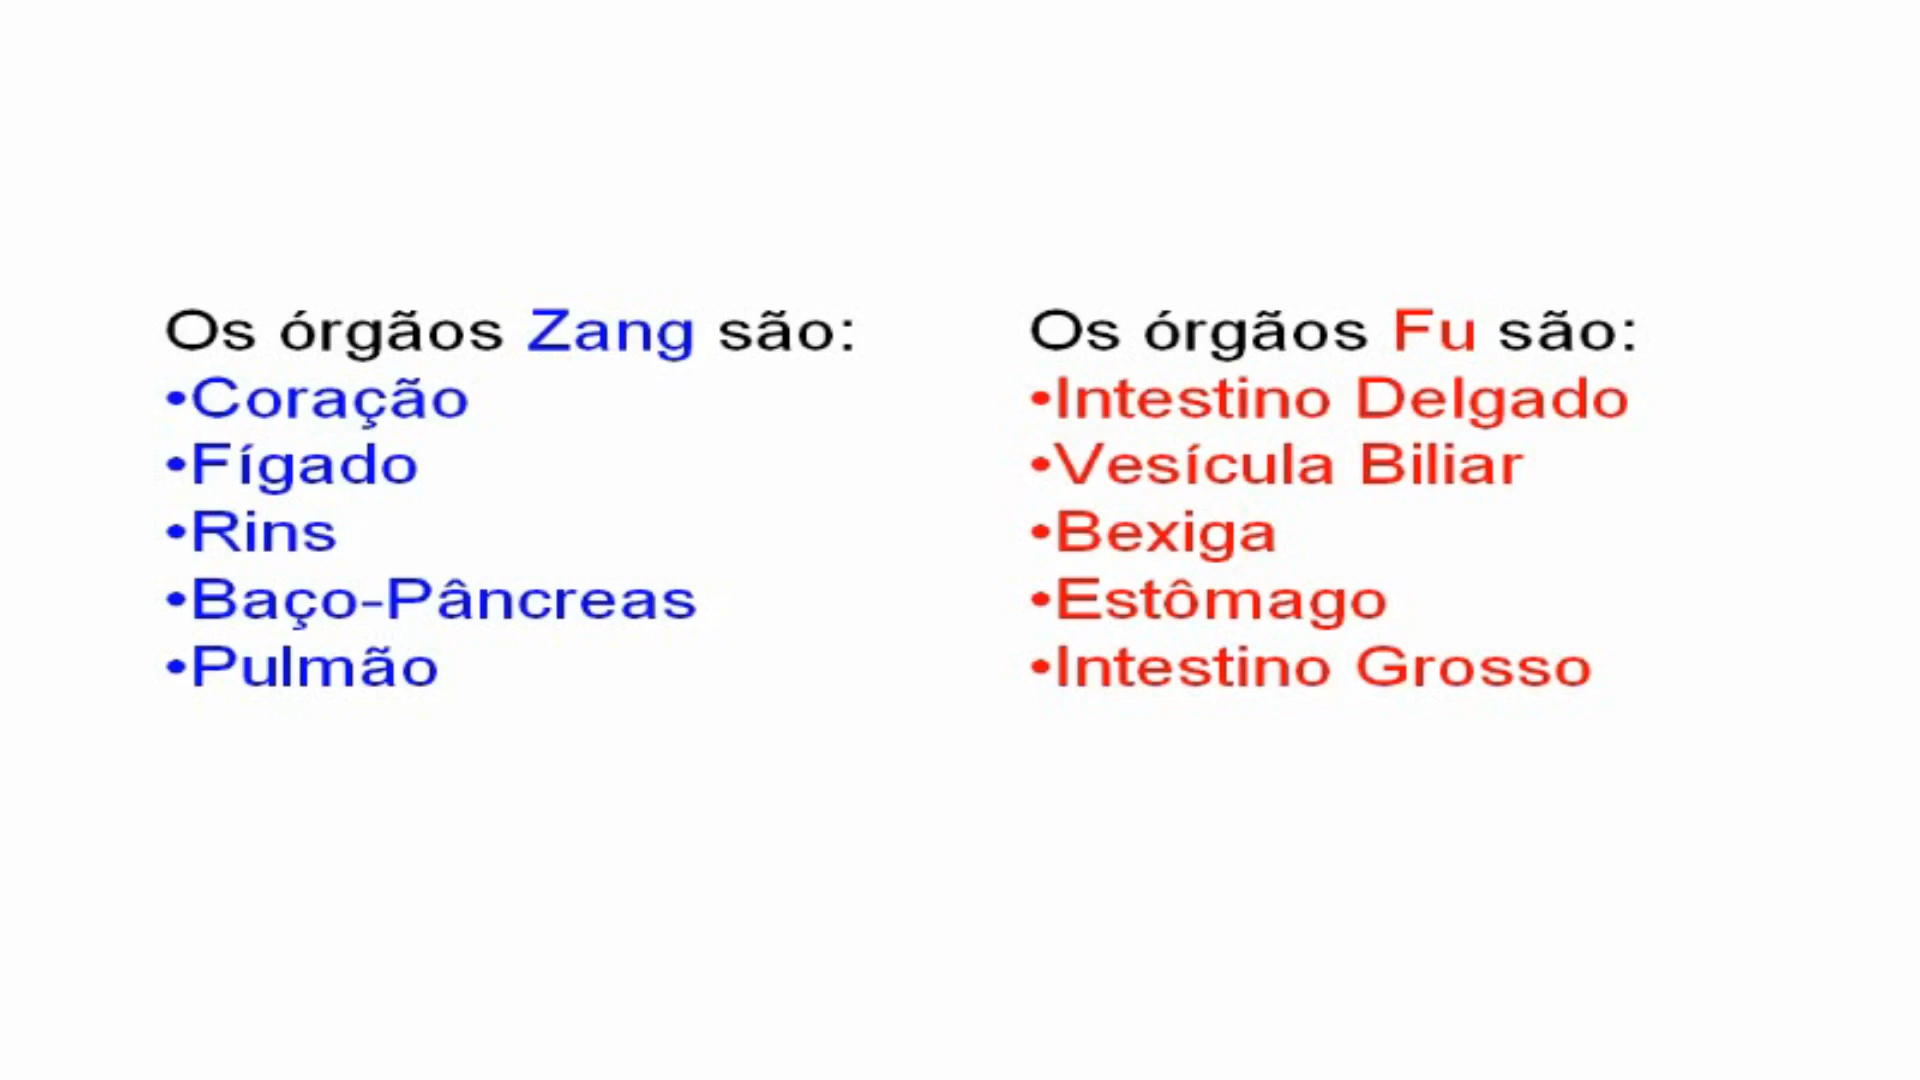 Os órgãos Zang são:
•Coração
•Fígado
•Rins
•Baço-Pâncreas
•Pulmão
Os órgãos Fu são:
•Intestino Delgado
•Vesícula Biliar
•Bexiga
•Estômago
•Intestino Grosso